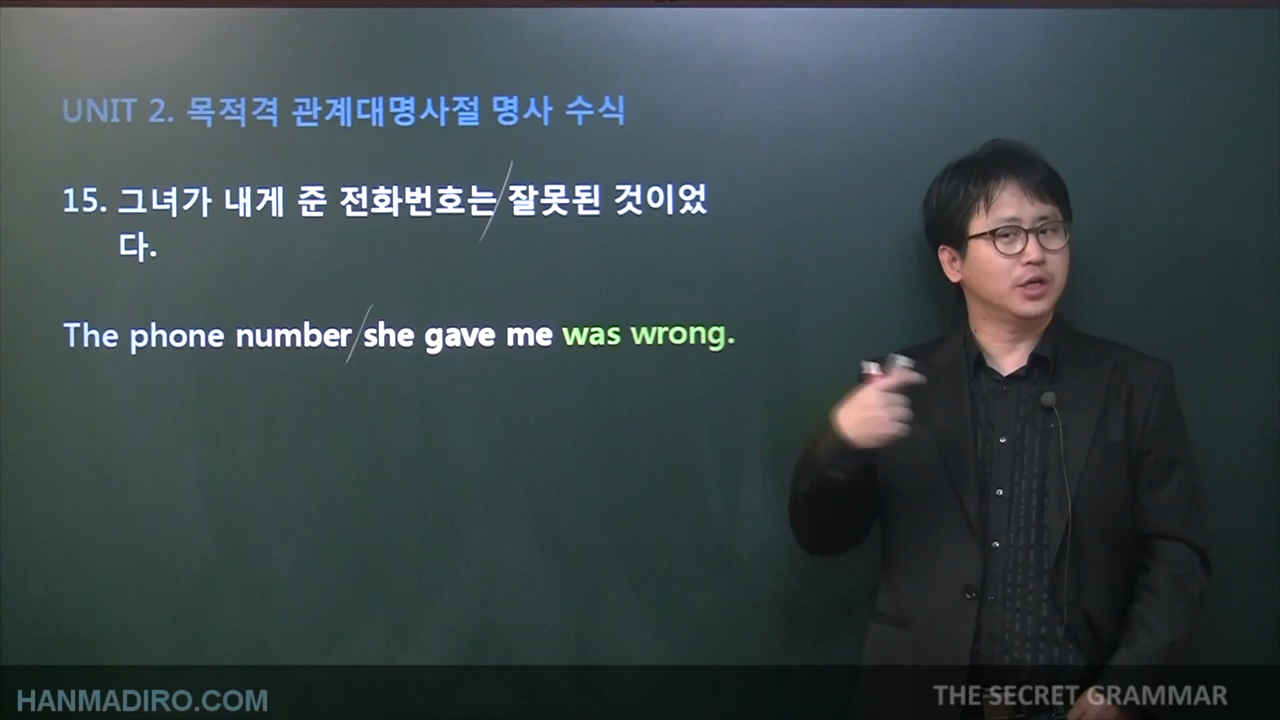 UNIT 2. 목적격 관계대명사절 명사 수식
15. 그녀가 내게 준 전화번호는 잘못된 것이었
다.
The phone number she gave me was wrong.
HANMADIRO.COM
THE SECRET GRAMMAR